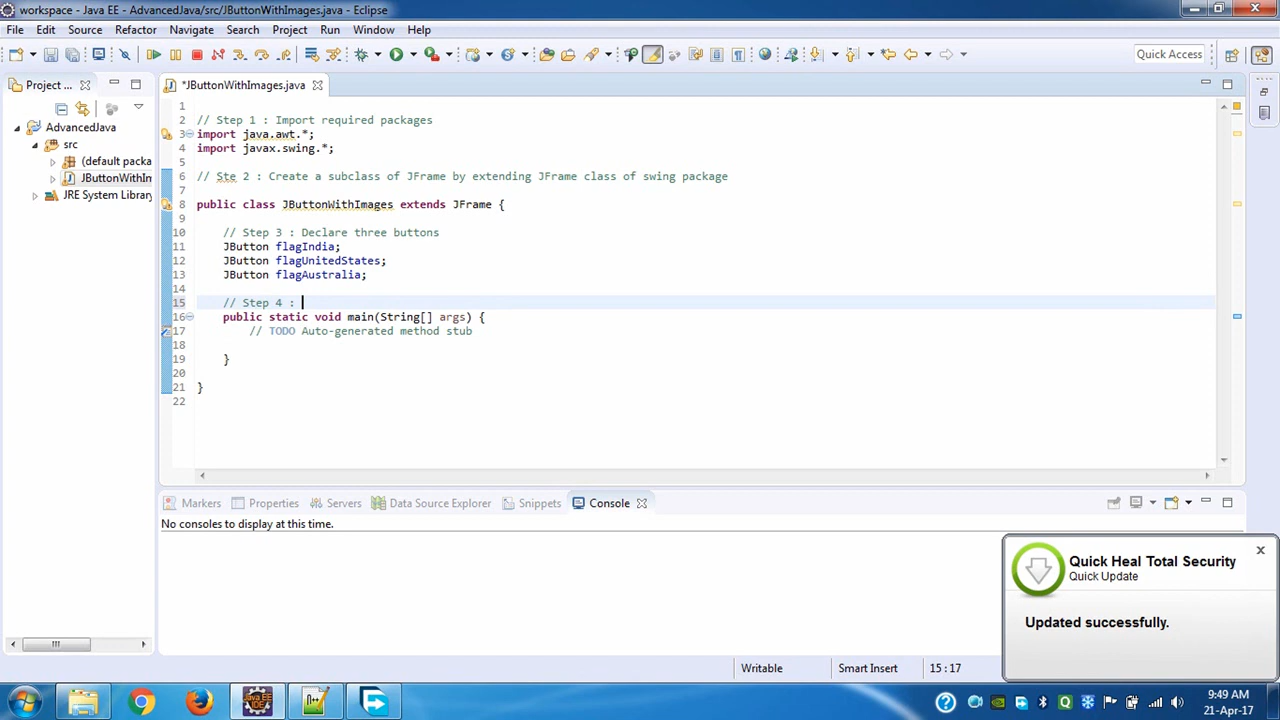 workspace - Java EE - AdvancedJava/src/JButtonWithImages.java - Eclipse
File Edit Source Refactor Navigate Search Project Run Window Help
Quick Access
Project ...
*JButtonWithImages.java
AdvancedJava
src
(default packa
JButtonWithIm
JRE System Library
1
2 // Step 1 : Import required packages
3 import java.awt.*;
4 import javax.swing.*;
5
6 // Ste 2 : Create a subclass of JFrame by extending JFrame class of swing package
7
8 public class JButtonWithImages extends JFrame {
9
10 // Step 3 : Declare three buttons
11 JButton flagIndia;
12 JButton flagUnitedStates;
13 JButton flagAustralia;
14
15 // Step 4 :
16 public static void main(String[] args) {
17 // TODO Auto-generated method stub
18
19 }
20
21 }
22
Markers Properties Servers Data Source Explorer Snippets Console
No consoles to display at this time.
Quick Heal Total Security
Quick Update
Updated successfully.
Writable Smart Insert 15:17
Java EE
IDE
9:49 AM
21-Apr-17